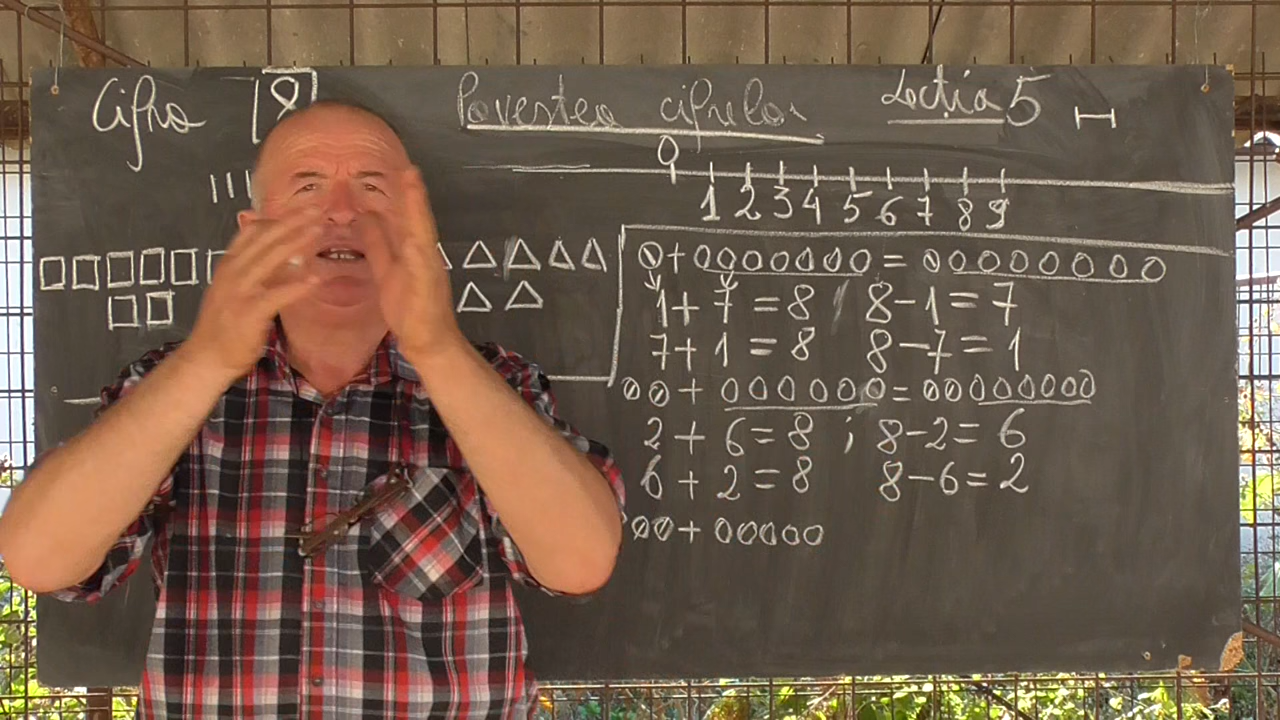 Cifra 8 Povestea cifrelor Lectia 5
0
1 2 3 4 5 6 7 8 9
0 + 0000000 = 00000000
1 + 7 = 8 8 - 1 = 7
7 + 1 = 8 8 - 7 = 1
00 + 000000 = 00000000
2 + 6 = 8 ; 8 - 2 = 6
6 + 2 = 8 8 - 6 = 2
00 + 00000